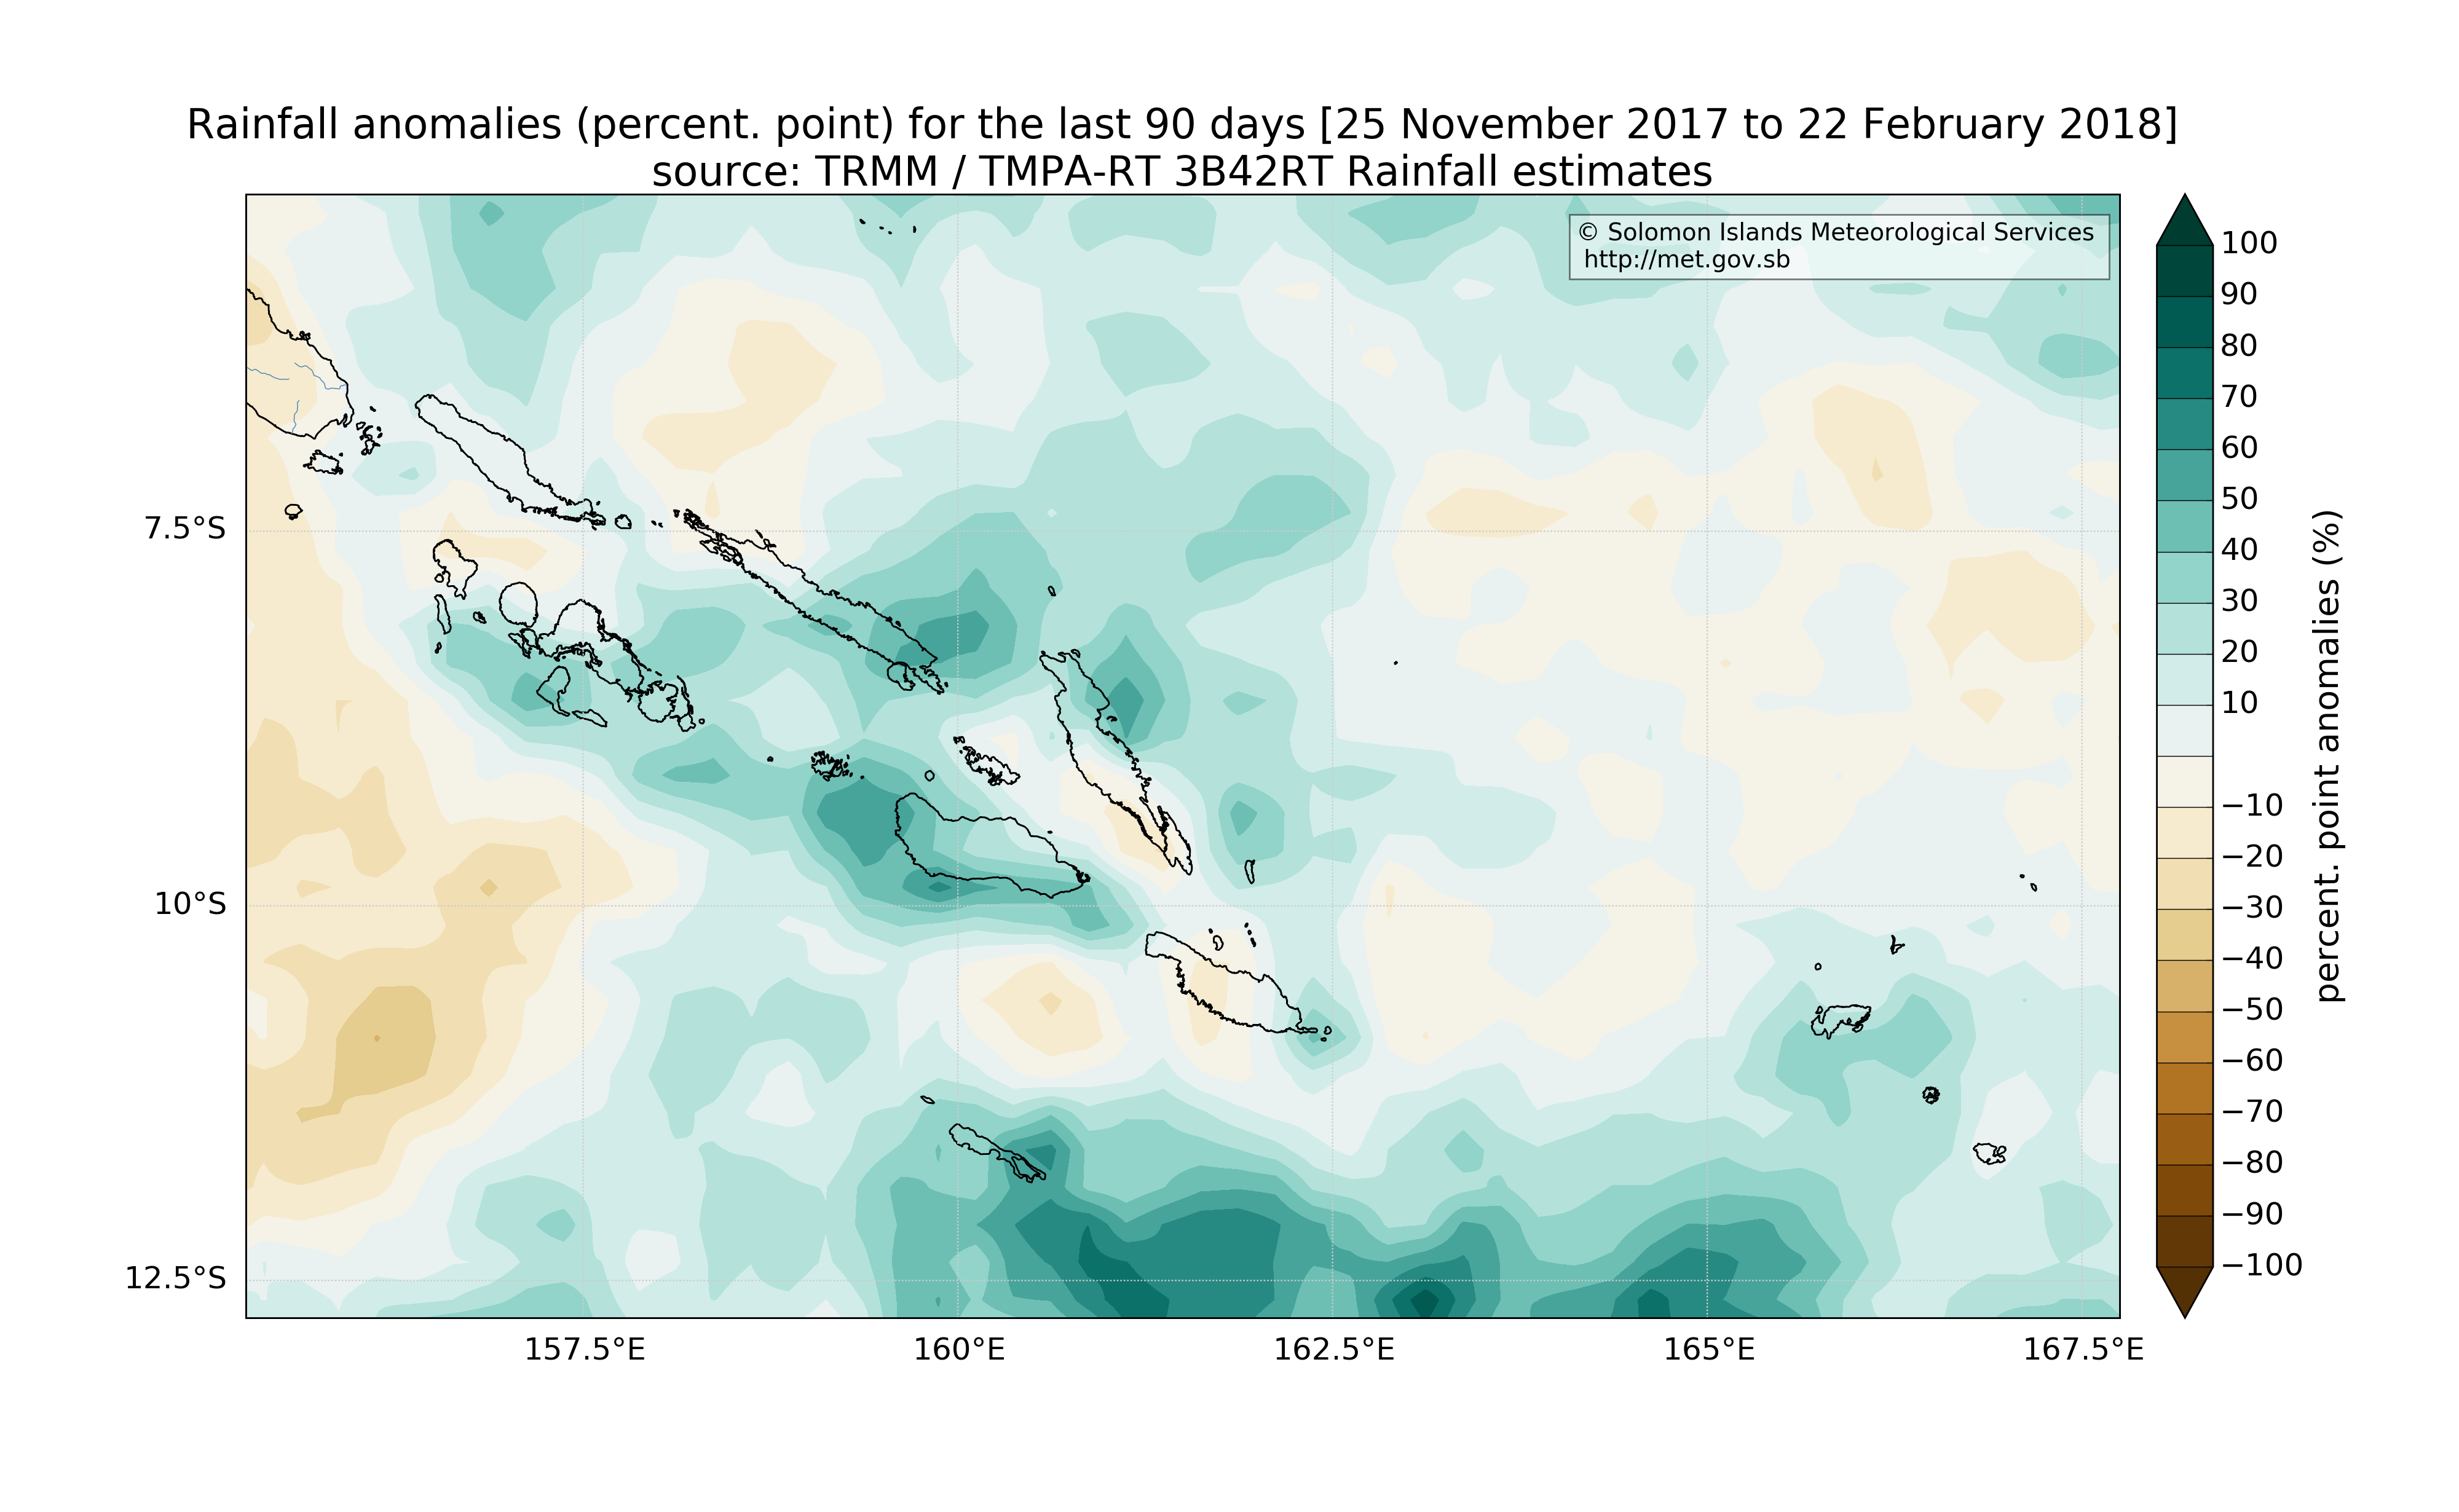 Rainfall anomalies (percent. point) for the last 90 days [25 November 2017 to 22 February 2018]
source: TRMM / TMPA-RT 3B42RT Rainfall estimates
© Solomon Islands Meteorological Services
http://met.gov.sb
7.5°S
10°S
12.5°S
157.5°E
160°E
162.5°E
165°E
167.5°E
100
90
80
70
60
50
40
30
20
10
−10
−20
−30
−40
−50
−60
−70
−80
−90
−100
percent. point anomalies (%)